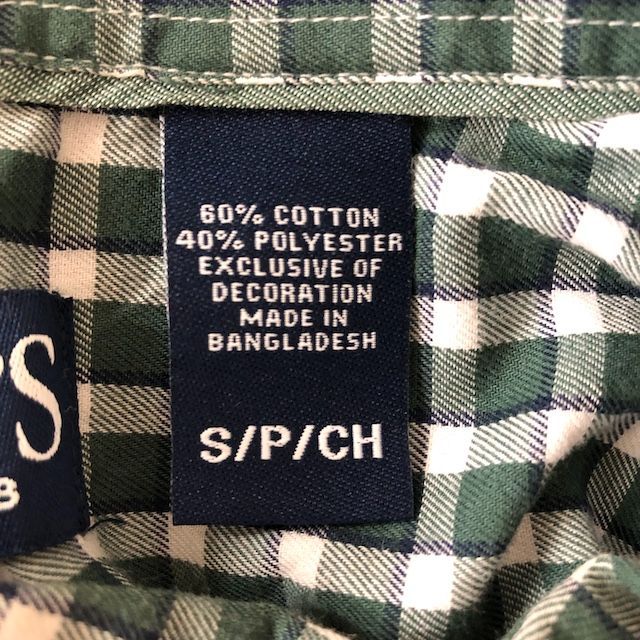 60% COTTON
40% POLYESTER
EXCLUSIVE OF
DECORATION
MADE IN
BANGLADESH
S/P/CH